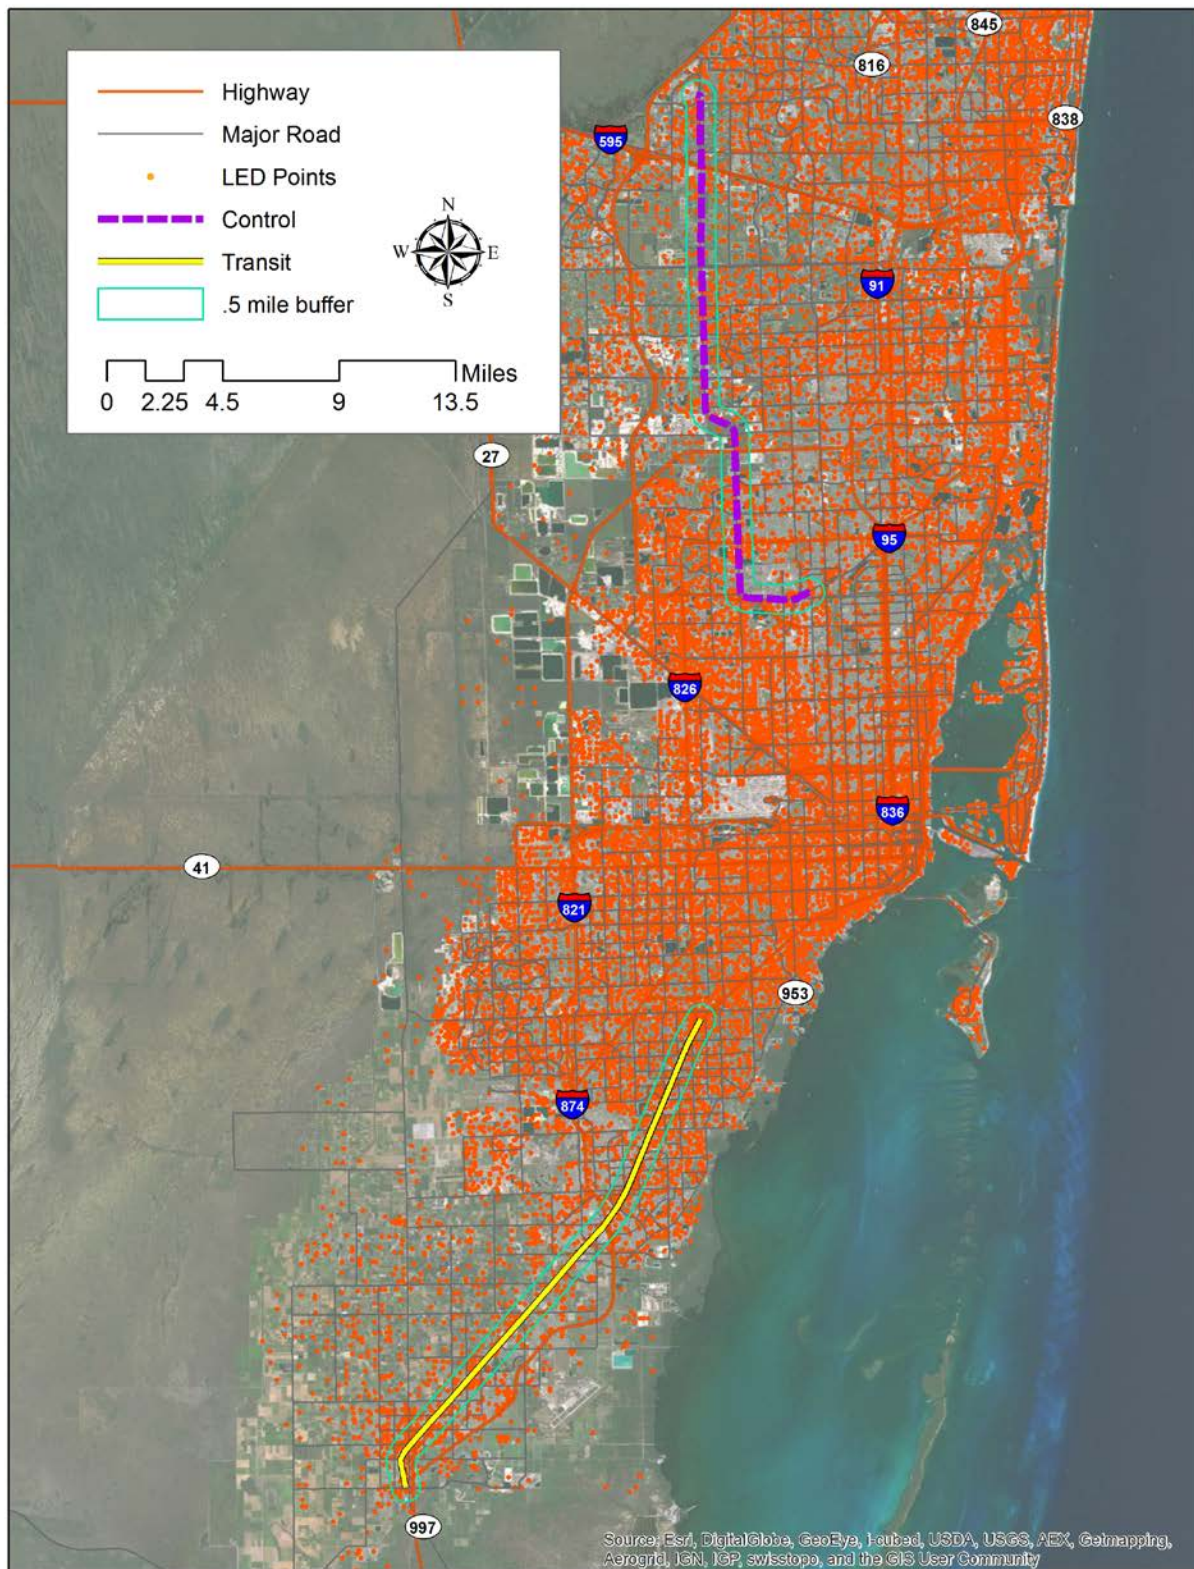 845
816
838
Highway
595
Major Road
LED Points
Control
N
W E
S
Transit
.5 mile buffer
91
Miles
0 2.25 4.5 9 13.5
27
95
826
836
41
821
953
874
997
Source: Esri, DigitalGlobe, GeoEye, i-cubed, USDA, USGS, AEX, Getmapping,
Aerogrid, IGN, IGP, swisstopo, and the GIS User Community